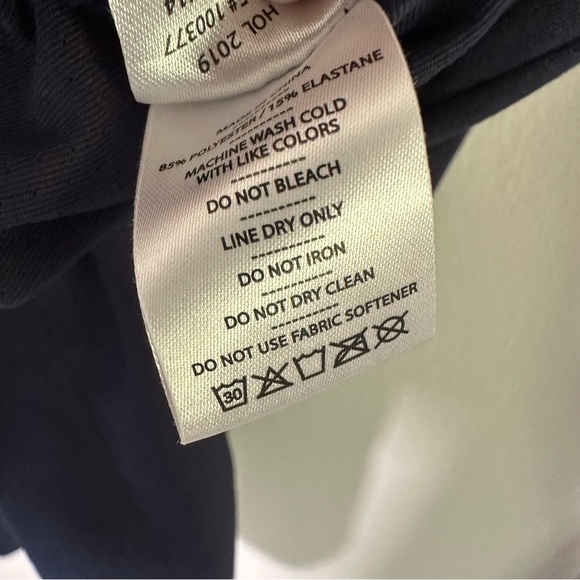 # 100377
HOL 2019
MADE IN CHINA
85% POLYESTER / 15% ELASTANE
MACHINE WASH COLD
WITH LIKE COLORS
----------
DO NOT BLEACH
----------
LINE DRY ONLY
----------
DO NOT IRON
----------
DO NOT DRY CLEAN
----------
DO NOT USE FABRIC SOFTENER
30